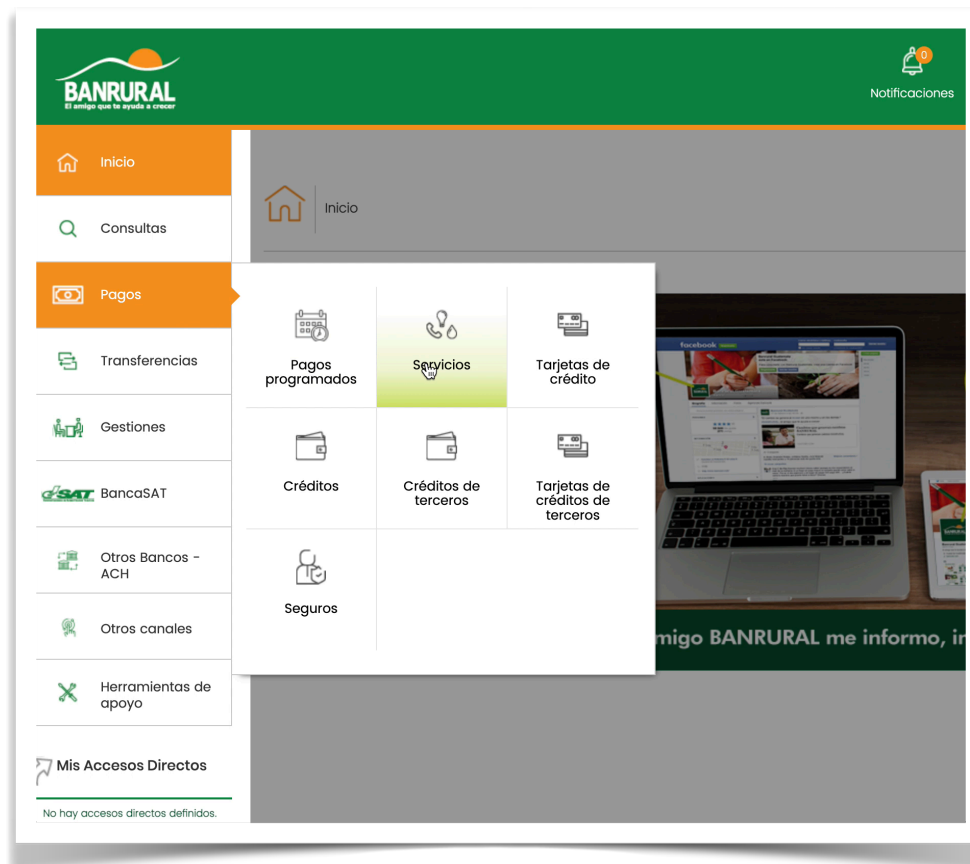 BANRURAL
El amigo que te ayuda a crecer
0
Notificaciones
Inicio
Consultas
Pagos
Transferencias
Gestiones
SAT
BancaSAT
Otros Bancos -
ACH
Otros canales
Herramientas de
apoyo
Mis Accesos Directos
No hay accesos directos definidos.
Inicio
Pagos
programados
Servicios
Tarjetas de
crédito
Créditos
Créditos de
terceros
Tarjetas de
créditos de
terceros
Seguros
facebook
migo BANRURAL me informo, in